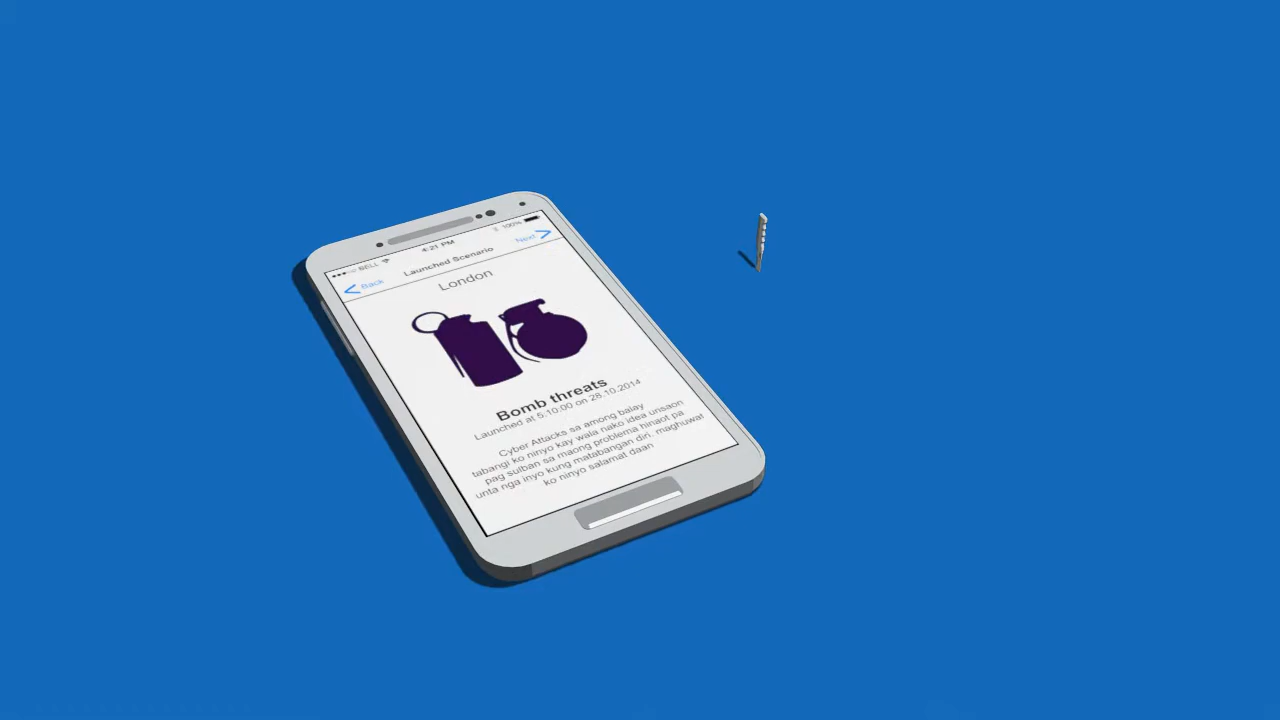 BELL 4:21 PM 100%
Back Launched Scenario Next
London
Bomb threats
Launched at 5:10:00 on 28.10.2014
Cyber Attacks sa among balay
tabangi ko ninyo kay wala nako idea unsaon
pag sulban sa maong problema hinaot pa
unta nga inyo kung matabangan diri. maghuwat
ko ninyo salamat daan